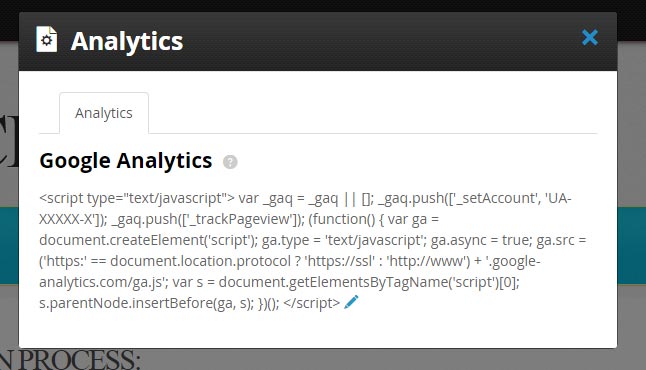 Analytics
Analytics
Google Analytics ?
<script type="text/javascript"> var _gaq = _gaq || []; _gaq.push(['_setAccount', 'UA-
XXXXX-X']); _gaq.push(['_trackPageview']); (function() { var ga =
document.createElement('script'); ga.type = 'text/javascript'; ga.async = true; ga.src =
('https:' == document.location.protocol ? 'https://ssl' : 'http://www') + '.google-
analytics.com/ga.js'; var s = document.getElementsByTagName('script')[0];
s.parentNode.insertBefore(ga, s); })(); </script>
N PROCESS: